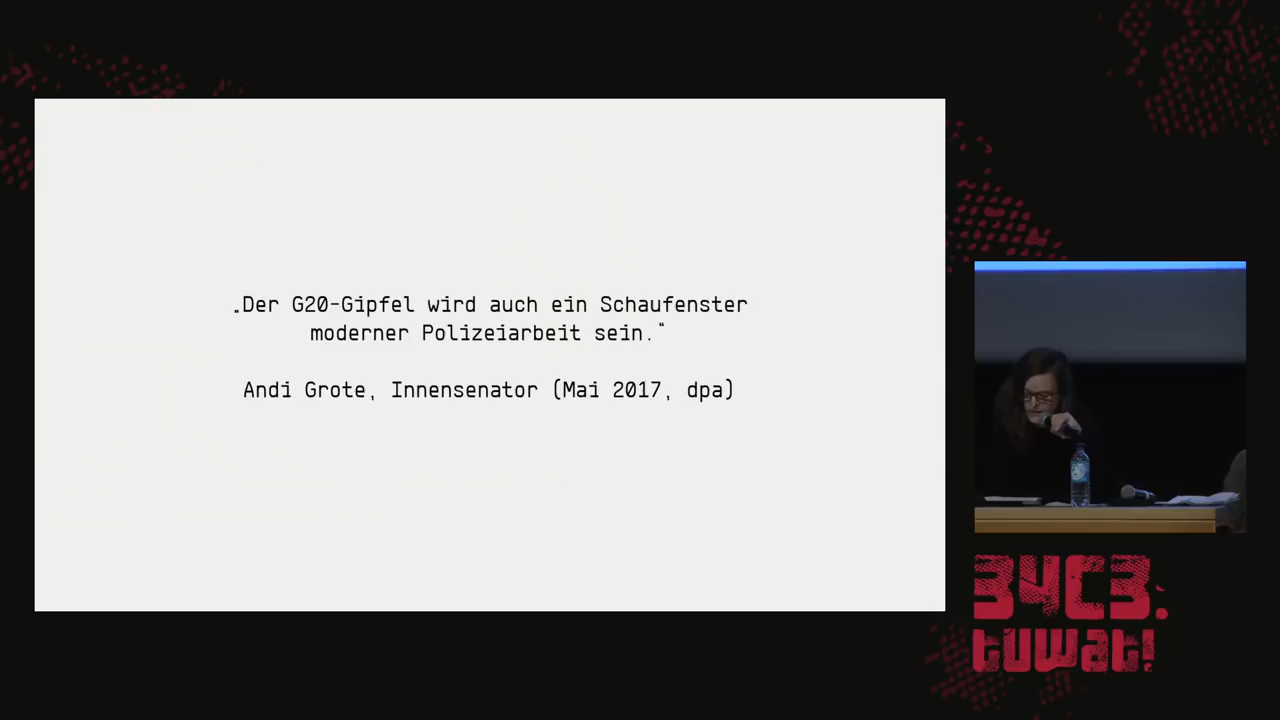 „Der G20-Gipfel wird auch ein Schaufenster
moderner Polizeiarbeit sein.“
Andi Grote, Innensenator (Mai 2017, dpa)
34C3.
tuwat!